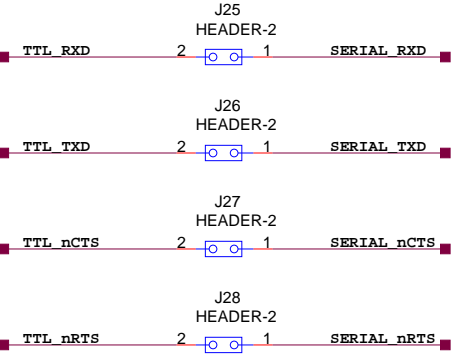 J25
HEADER-2
TTL_RXD 2 1 SERIAL_RXD
J26
HEADER-2
TTL_TXD 2 1 SERIAL_TXD
J27
HEADER-2
TTL_nCTS 2 1 SERIAL_nCTS
J28
HEADER-2
TTL_nRTS 2 1 SERIAL_nRTS